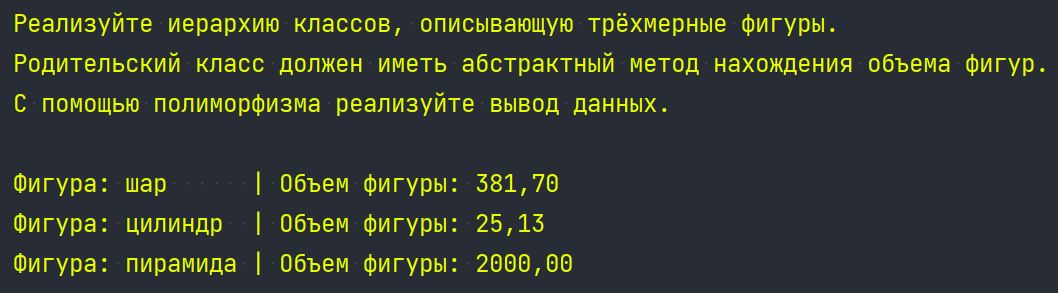 Реализуйте иерархию классов, описывающую трёхмерные фигуры.
Родительский класс должен иметь абстрактный метод нахождения объема фигур.
С помощью полиморфизма реализуйте вывод данных.
Фигура: шар      | Объем фигуры: 381,70
Фигура: цилиндр  | Объем фигуры: 25,13
Фигура: пирамида | Объем фигуры: 2000,00